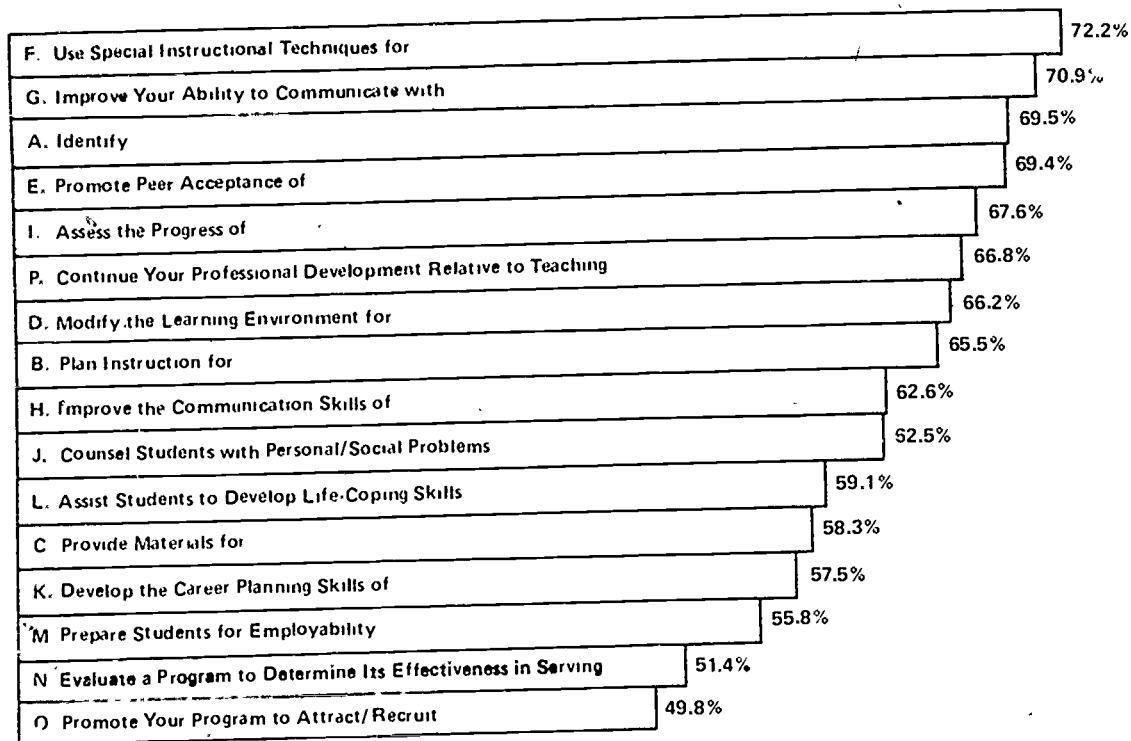 F. Use Special Instructional Techniques for 72.2%
G. Improve Your Ability to Communicate with 70.9%
A. Identify 69.5%
E. Promote Peer Acceptance of 69.4%
I. Assess the Progress of 67.6%
P. Continue Your Professional Development Relative to Teaching 66.8%
D. Modify the Learning Environment for 66.2%
B. Plan Instruction for 65.5%
H. Improve the Communication Skills of 62.6%
J. Counsel Students with Personal/Social Problems 62.5%
L. Assist Students to Develop Life-Coping Skills 59.1%
C Provide Materials for 58.3%
K. Develop the Career Planning Skills of 57.5%
M Prepare Students for Employability 55.8%
N Evaluate a Program to Determine Its Effectiveness in Serving 51.4%
O Promote Your Program to Attract/Recruit 49.8%